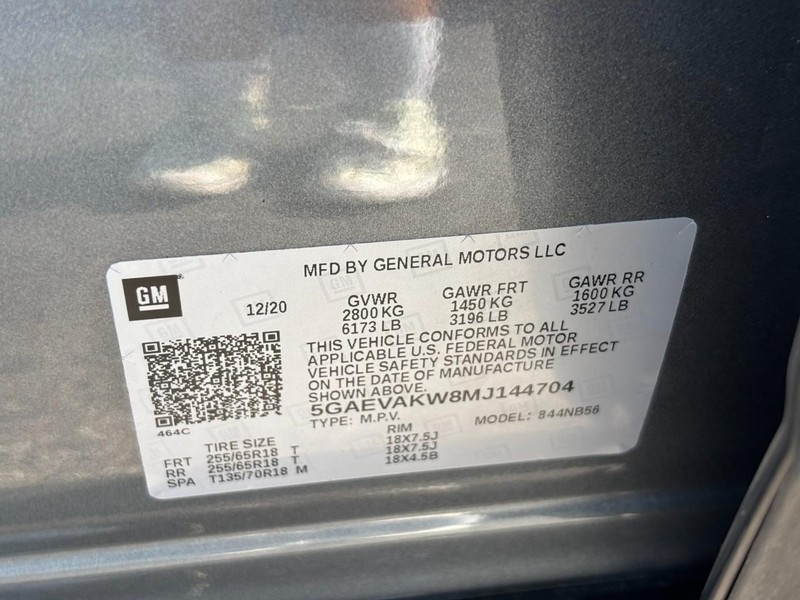 MFD BY GENERAL MOTORS LLC
GM
12/20 GVWR GAWR FRT GAWR RR
2800 KG 1450 KG 1600 KG
6173 LB 3196 LB 3527 LB
THIS VEHICLE CONFORMS TO ALL
APPLICABLE U.S. FEDERAL MOTOR
VEHICLE SAFETY STANDARDS IN EFFECT
ON THE DATE OF MANUFACTURE
SHOWN ABOVE.
5GAEVAKW8MJ144704
TYPE: M.P.V. MODEL: 844NB56
464C
TIRE SIZE RIM
FRT 255/65R18 T 18X7.5J
RR 255/65R18 T 18X7.5J
SPA T135/70R18 M 18X4.5B